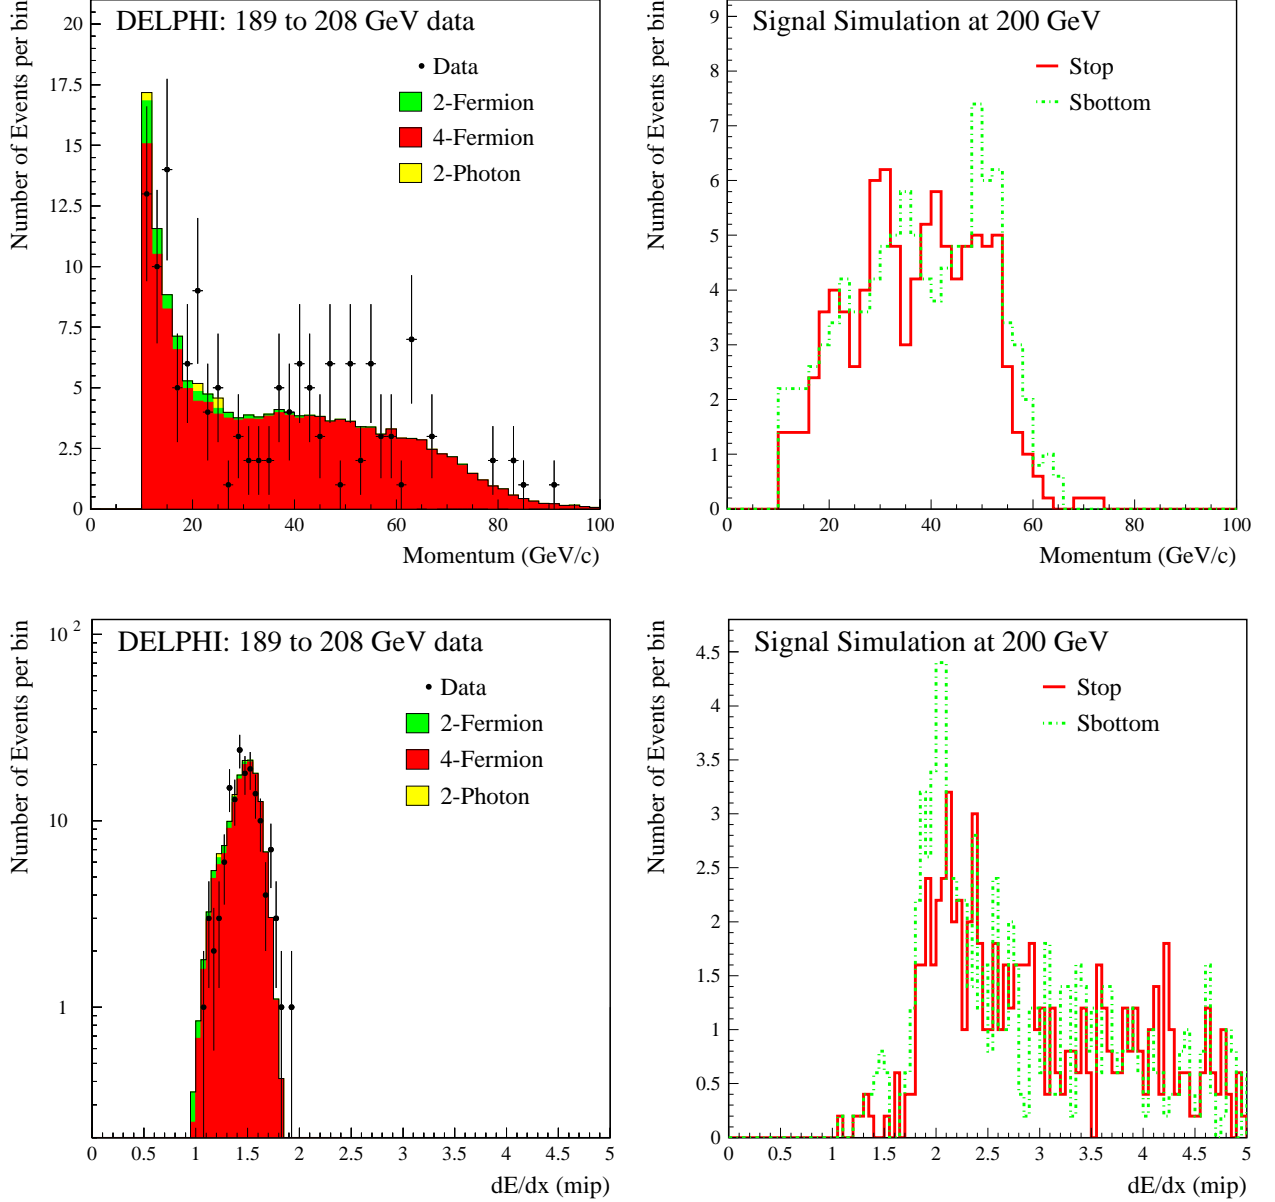 DELPHI: 189 to 208 GeV data
Number of Events per bin
Data
2-Fermion
4-Fermion
2-Photon
20
17.5
15
12.5
10
7.5
5
2.5
0
0 20 40 60 80 100
Momentum (GeV/c)
Signal Simulation at 200 GeV
Number of Events per bin
Stop
Sbottom
9
8
7
6
5
4
3
2
1
0
0 20 40 60 80 100
Momentum (GeV/c)
DELPHI: 189 to 208 GeV data
Number of Events per bin
Data
2-Fermion
4-Fermion
2-Photon
10 2
10
1
0 0.5 1 1.5 2 2.5 3 3.5 4 4.5 5
dE/dx (mip)
Signal Simulation at 200 GeV
Number of Events per bin
Stop
Sbottom
4.5
4
3.5
3
2.5
2
1.5
1
0.5
0
0 0.5 1 1.5 2 2.5 3 3.5 4 4.5 5
dE/dx (mip)